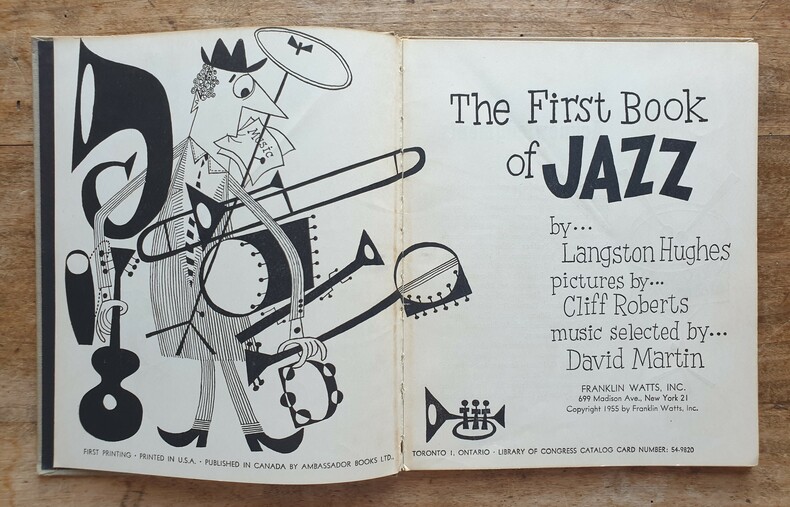 Music
FIRST PRINTING · PRINTED IN U.S.A. · PUBLISHED IN CANADA BY AMBASSADOR BOOKS LTD.,
The First Book
of JAZZ
by...
Langston Hughes
pictures by...
Cliff Roberts
music selected by...
David Martin
FRANKLIN WATTS, INC.
699 Madison Ave., New York 21
Copyright 1955 by Franklin Watts, Inc.
TORONTO 1, ONTARIO · LIBRARY OF CONGRESS CATALOG CARD NUMBER: 54-9820